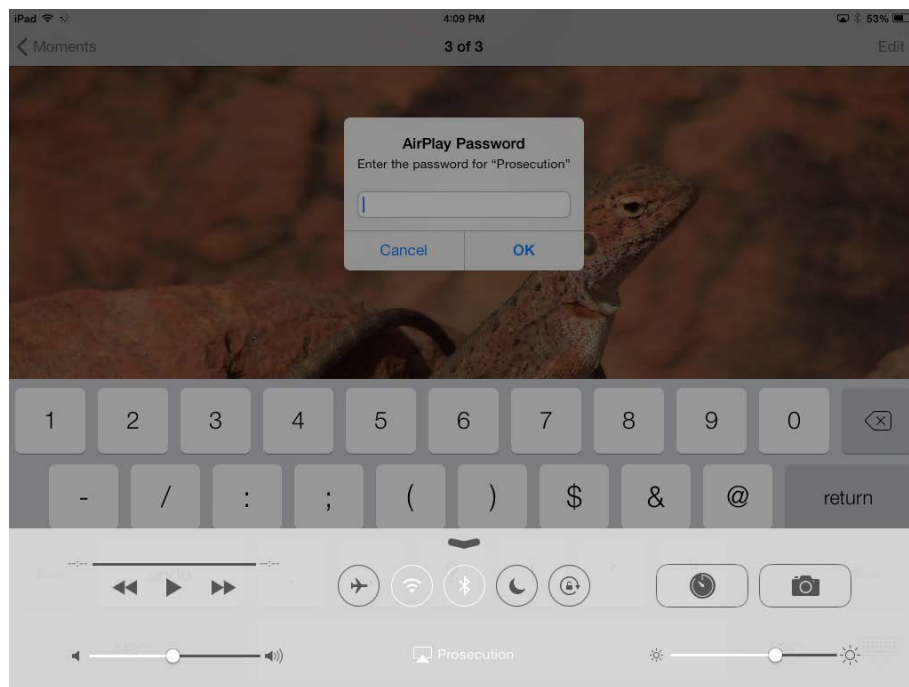 iPad 4:09 PM 53%
Moments 3 of 3 Edit
AirPlay Password
Enter the password for “Prosecution”
Cancel OK
1 2 3 4 5 6 7 8 9 0
- / : ; ( ) $ & @ return
--:-- --:--
Prosecution